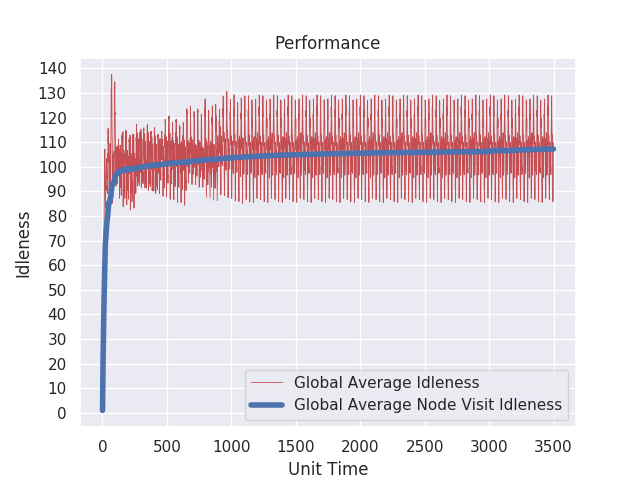 Performance
140
130
120
110
100
90
80
70
60
50
40
30
20
10
0
Idleness
Global Average Idleness
Global Average Node Visit Idleness
0 500 1000 1500 2000 2500 3000 3500
Unit Time